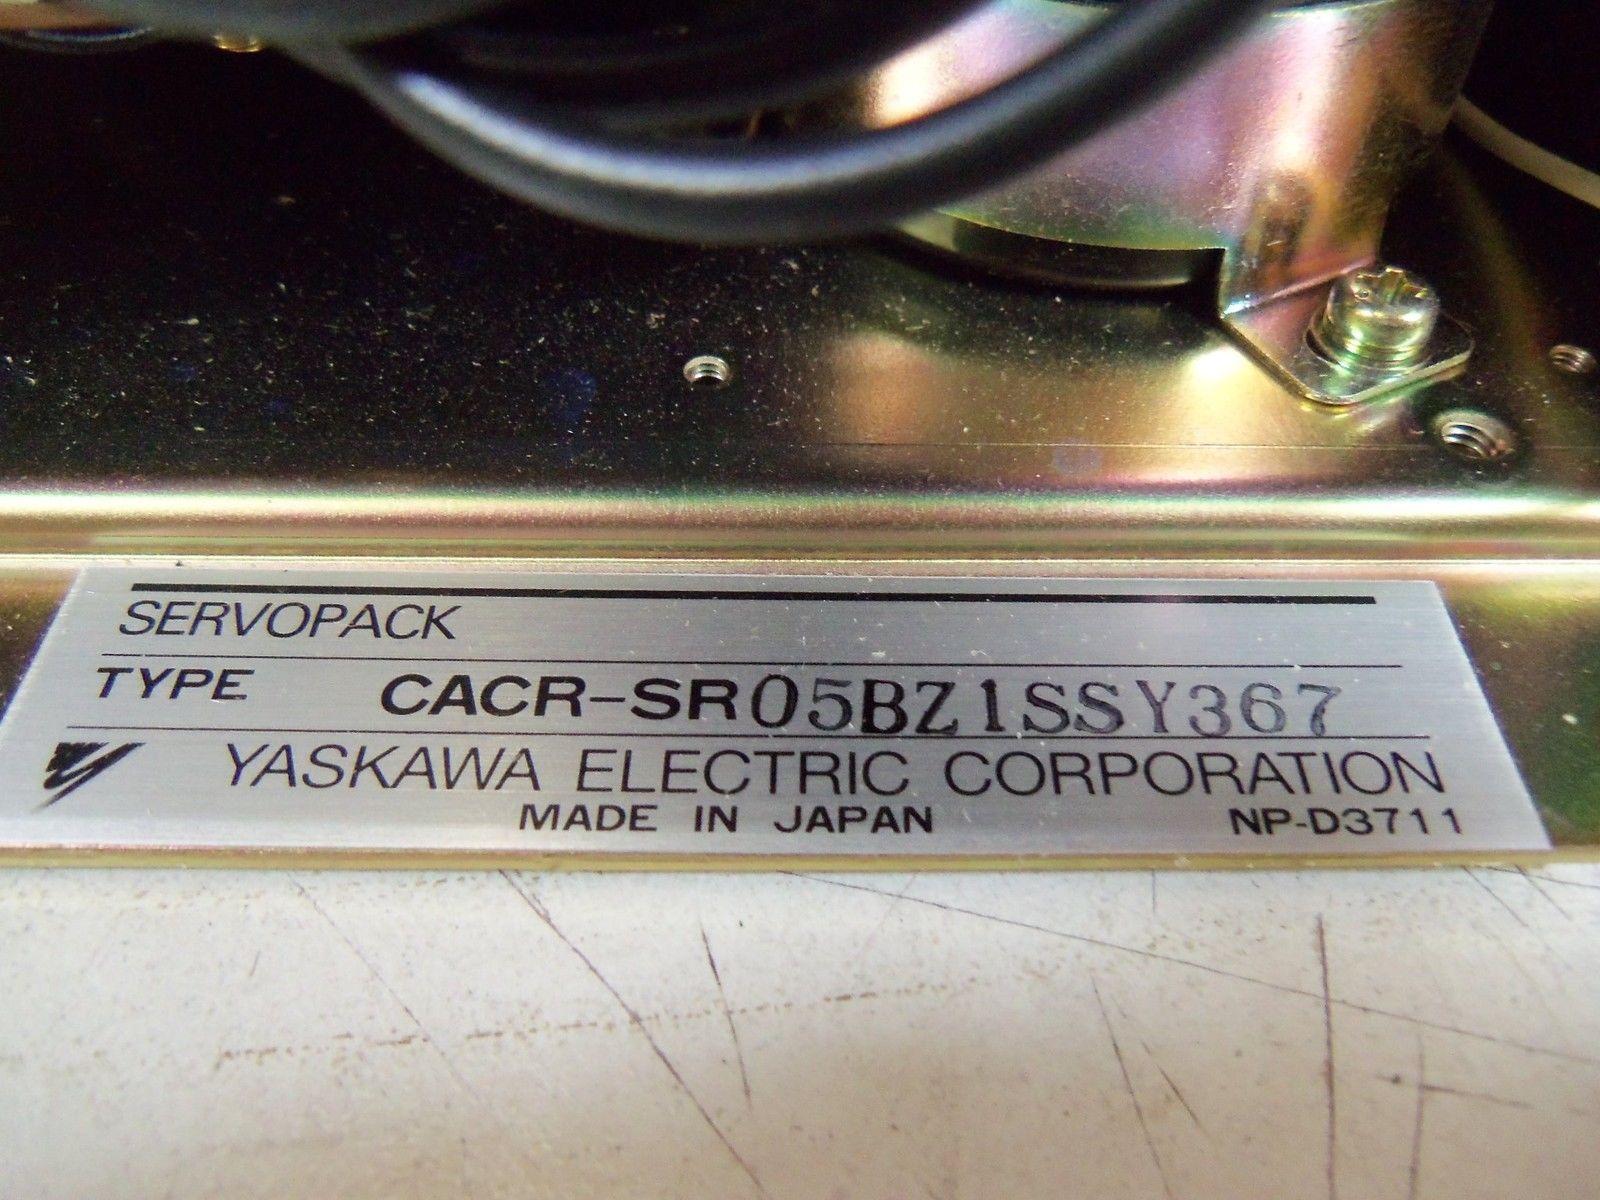 SERVOPACK
TYPE CACR-SR05BZ1SSY367
YASKAWA ELECTRIC CORPORATION
MADE IN JAPAN NP-D3711